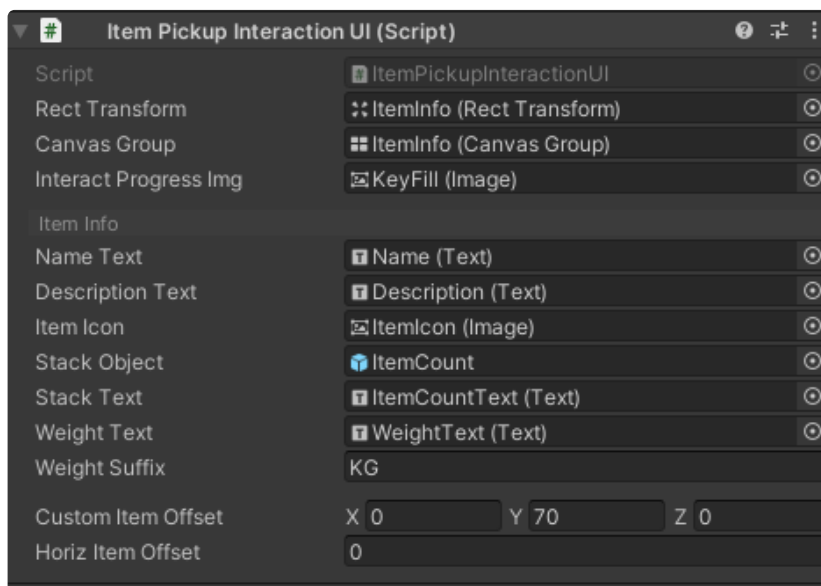 Item Pickup Interaction UI (Script)
Script ItemPickupInteractionUI
Rect Transform ItemInfo (Rect Transform)
Canvas Group ItemInfo (Canvas Group)
Interact Progress Img KeyFill (Image)
Item Info
Name Text Name (Text)
Description Text Description (Text)
Item Icon ItemIcon (Image)
Stack Object ItemCount
Stack Text ItemCountText (Text)
Weight Text WeightText (Text)
Weight Suffix KG
Custom Item Offset X 0 Y 70 Z 0
Horiz Item Offset 0